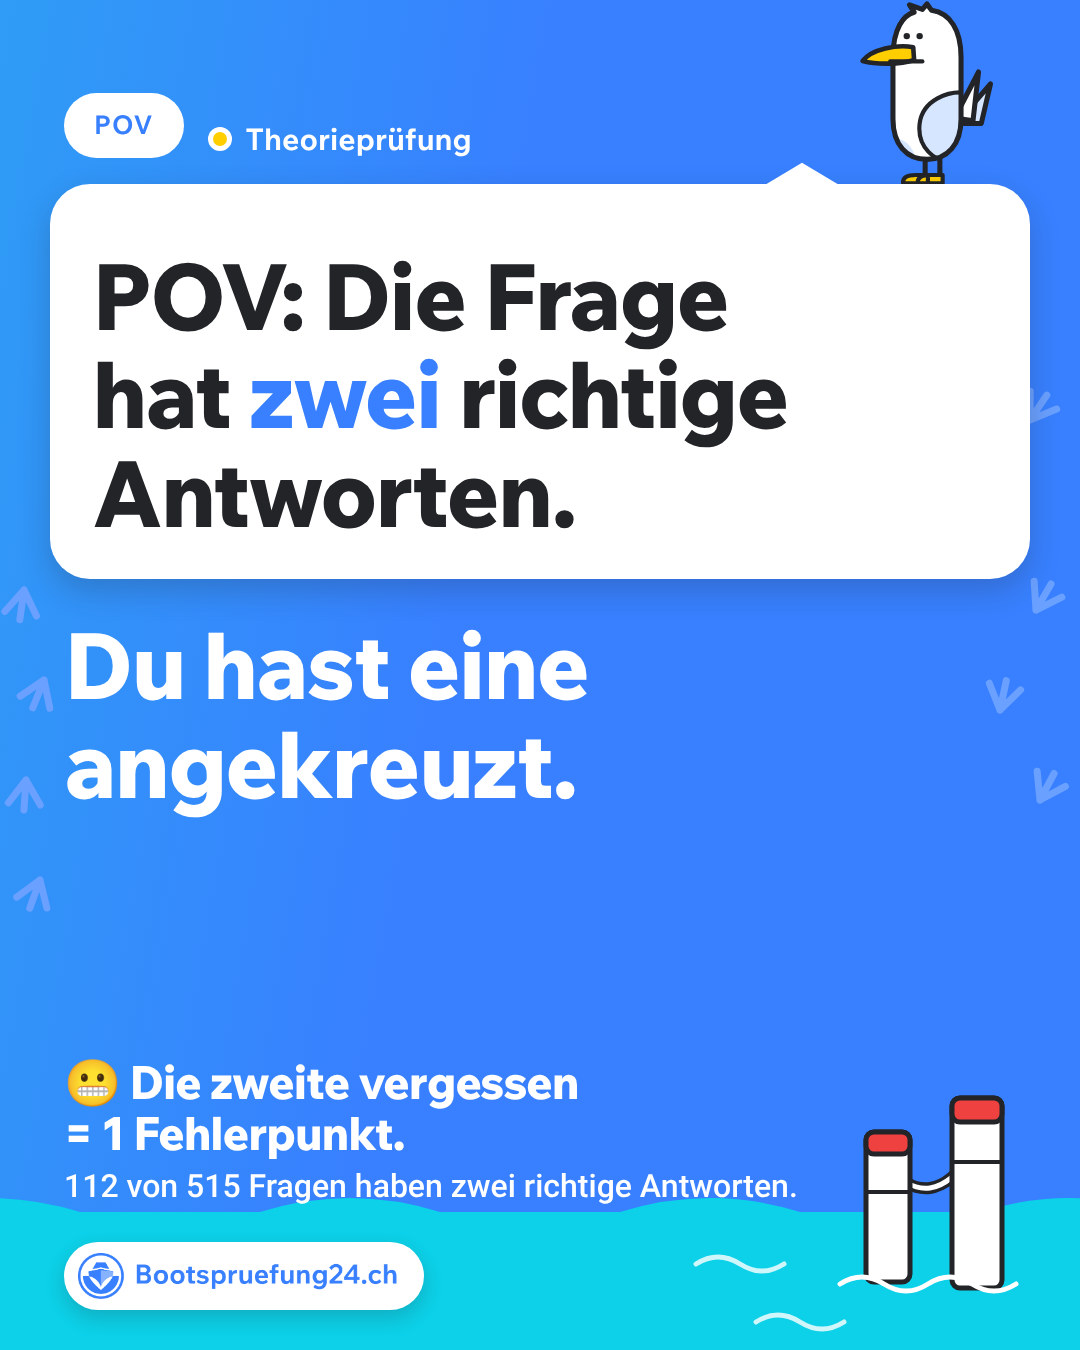 POV
Theorieprüfung
POV: Die Frage
hat zwei richtige
Antworten.
Du hast eine
angekreuzt.
😬 Die zweite vergessen
= 1 Fehlerpunkt.
112 von 515 Fragen haben zwei richtige Antworten.
Bootspruefung24.ch